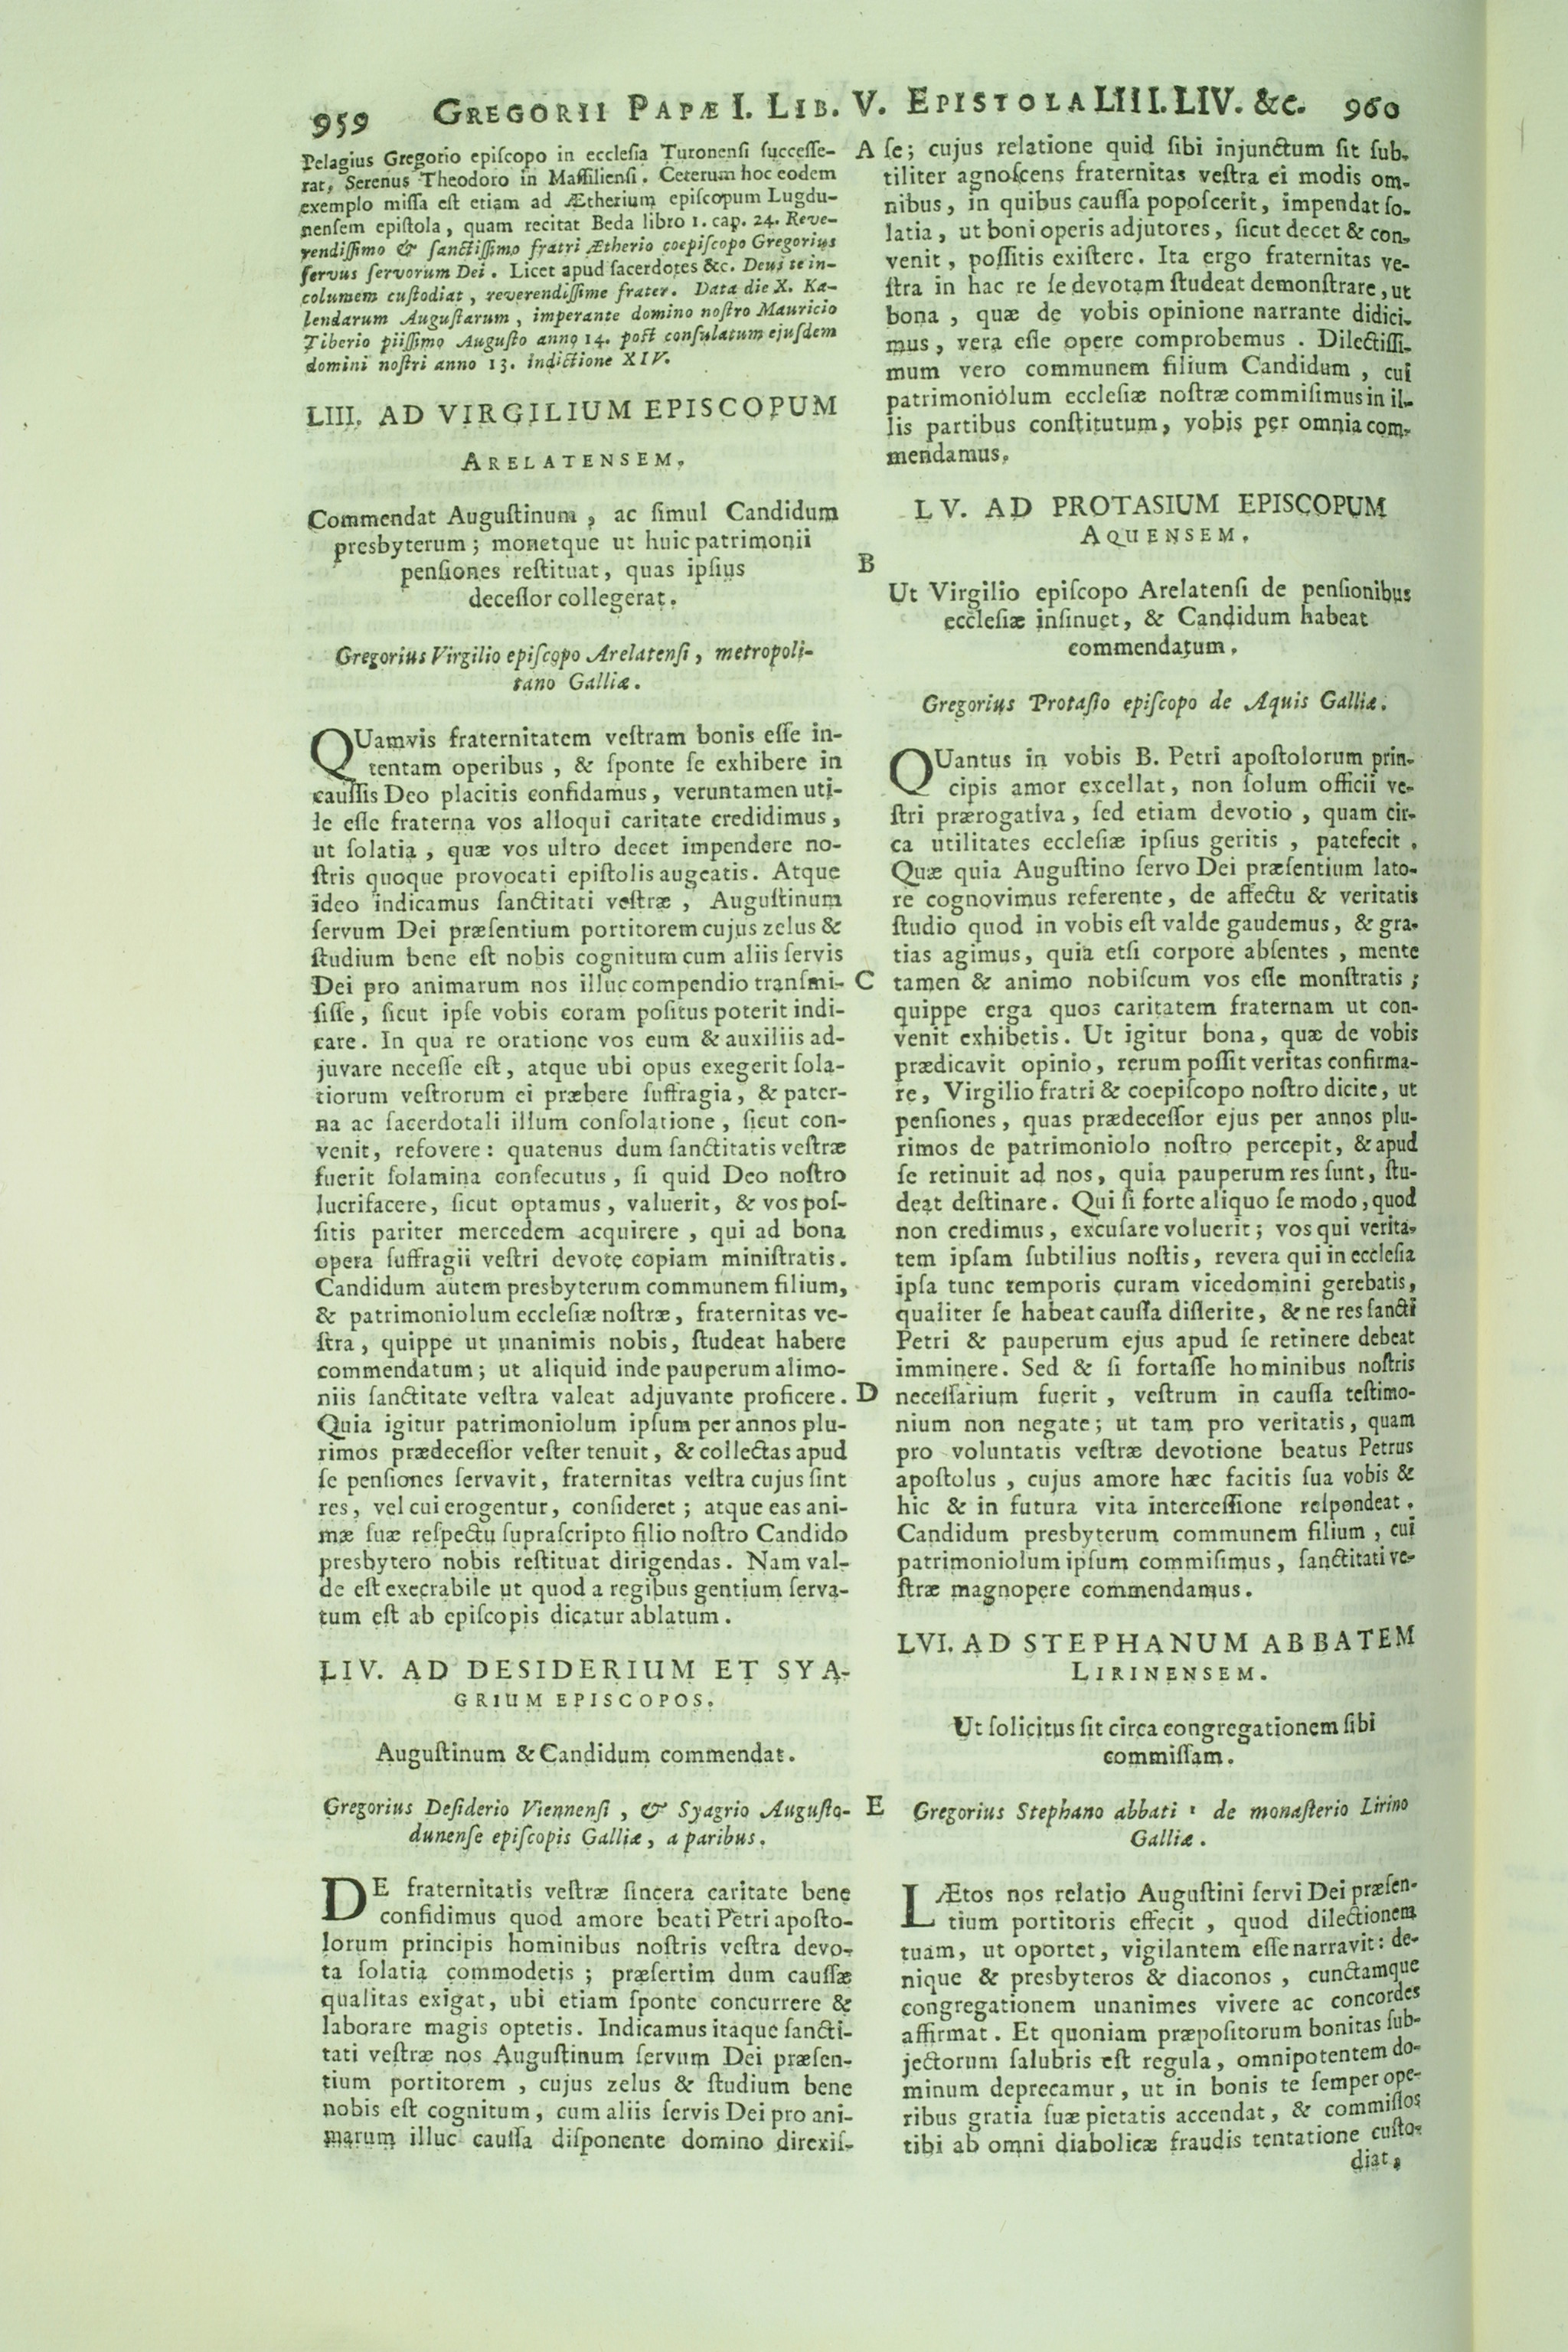 959 GREGORII PAPÆ I. LIB. V. EPISTOLA LIII. LIV. &c. 960
Pelagius Gregorio epiſcopo in eccleſia Turonenſi ſucceſſe-
rat, Serenus Theodoro in Maſſilienſi. Ceterum hoc eodem
exemplo miſſa eſt etiam ad Ætherium epiſcopum Lugdu-
nenſem epiſtola, quam recitat Beda libro 1. cap. 24. Reve-
rendiſſimo & ſanctiſſimo fratri Ætherio coepiſcopo Gregorius
ſervus ſervorum Dei. Licet apud ſacerdotes &c. Deus te in-
columem cuſtodiat, reverendiſſime frater. Data die X. Ka-
lendarum Auguſtarum, imperante domino noſtro Mauricio
Tiberio piiſſimo Auguſto anno 14. poſt conſulatum ejuſdem
domini noſtri anno 13. indictione XIV.
LIII. AD VIRGILIUM EPISCOPUM
ARELATENSEM.
Commendat Auguſtinum, ac ſimul Candidum
presbyterum; monetque ut huic patrimonii
penſiones reſtituat, quas ipſius
deceſſor collegerat.
Gregorius Virgilio epiſcopo Arelatenſi, metropoli-
tano Galliæ.
QUamvis fraternitatem veſtram bonis eſſe in-
tentam operibus, & ſponte ſe exhibere in
cauſſis Deo placitis confidamus, veruntamen uti-
le eſſe fraterna vos alloqui caritate credidimus,
ut ſolatia, quæ vos ultro decet impendere no-
ſtris quoque provocati epiſtolis augeatis. Atque
ideo indicamus ſanctitati veſtræ, Auguſtinum
ſervum Dei præſentium portitorem cujus zelus &
ſtudium bene eſt nobis cognitum cum aliis ſervis
Dei pro animarum nos illuc compendio tranſmi-
ſiſſe, ſicut ipſe vobis coram poſitus poterit indi-
care. In qua re oratione vos eum & auxiliis ad-
juvare neceſſe eſt, atque ubi opus exegerit ſola-
tiorum veſtrorum ei præbere ſuffragia, & pater-
na ac ſacerdotali illum conſolatione, ſicut con-
venit, refovere: quatenus dum ſanctitatis veſtræ
fuerit ſolamina conſecutus, ſi quid Deo noſtro
lucrifacere, ſicut optamus, valuerit, & vos poſ-
ſitis pariter mercedem acquirere, qui ad bona
opera ſuffragii veſtri devote copiam miniſtratis.
Candidum autem presbyterum communem filium,
& patrimoniolum eccleſiæ noſtræ, fraternitas ve-
ſtra, quippe ut unanimis nobis, ſtudeat habere
commendatum; ut aliquid inde pauperum alimo-
niis ſanctitate veſtra valeat adjuvante proficere.
Quia igitur patrimoniolum ipſum per annos plu-
rimos prædeceſſor veſter tenuit, & collectas apud
ſe penſiones ſervavit, fraternitas veſtra cujus ſint
res, vel cui erogentur, conſideret; atque eas ani-
mæ ſuæ reſpectu ſupraſcripto filio noſtro Candido
presbytero nobis reſtituat dirigendas. Nam val-
de eſt execrabile ut quod a regibus gentium ſerva-
tum eſt ab epiſcopis dicatur ablatum.
LIV. AD DESIDERIUM ET SYA-
GRIUM EPISCOPOS.
Auguſtinum & Candidum commendat.
Gregorius Deſiderio Viennenſi, & Syagrio Auguſto-
dunenſe epiſcopis Galliæ, a paribus.
DE fraternitatis veſtræ ſincera caritate bene
confidimus quod amore beati Petri apoſto-
lorum principis hominibus noſtris veſtra devo-
ta ſolatia commodetis; præſertim dum cauſſæ
qualitas exigat, ubi etiam ſponte concurrere &
laborare magis optetis. Indicamus itaque ſancti-
tati veſtræ nos Auguſtinum ſervum Dei præſen-
tium portitorem, cujus zelus & ſtudium bene
nobis eſt cognitum, cum aliis ſervis Dei pro ani-
marum illuc cauſſa diſponente domino direxiſ-
A ſe; cujus relatione quid ſibi injunctum ſit ſub-
tiliter agnoſcens fraternitas veſtra ei modis om-
nibus, in quibus cauſſa popoſcerit, impendat ſo-
latia, ut boni operis adjutores, ſicut decet & con-
venit, poſſitis exiſtere. Ita ergo fraternitas ve-
ſtra in hac re ſe devotam ſtudeat demonſtrare, ut
bona, quæ de vobis opinione narrante didici-
mus, vera eſſe opere comprobemus. Dilectiſſi-
mum vero communem filium Candidum, cui
patrimoniolum eccleſiæ noſtræ commiſimus in il-
lis partibus conſtitutum, vobis per omnia com-
mendamus.
LV. AD PROTASIUM EPISCOPUM
AQUENSEM.
B
Ut Virgilio epiſcopo Arelatenſi de penſionibus
eccleſiæ inſinuet, & Candidum habeat
commendatum.
Gregorius Protaſio epiſcopo de Aquis Galliæ.
QUantus in vobis B. Petri apoſtolorum prin-
cipis amor excellat, non ſolum officii ve-
ſtri prærogativa, ſed etiam devotio, quam cir-
ca utilitates eccleſiæ ipſius geritis, patefecit.
Quæ quia Auguſtino ſervo Dei præſentium lato-
re cognovimus referente, de affectu & veritatis
ſtudio quod in vobis eſt valde gaudemus, & gra-
tias agimus, quia etſi corpore abſentes, mente
C tamen & animo nobiſcum vos eſſe monſtratis;
quippe erga quos caritatem fraternam ut con-
venit exhibetis. Ut igitur bona, quæ de vobis
prædicavit opinio, rerum poſſit veritas confirma-
re, Virgilio fratri & coepiſcopo noſtro dicite, ut
penſiones, quas prædeceſſor ejus per annos plu-
rimos de patrimoniolo noſtro percepit, & apud
ſe retinuit ad nos, quia pauperum res ſunt, ſtu-
deat deſtinare. Qui ſi forte aliquo ſe modo, quod
non credimus, excuſare voluerit; vos qui verita-
tem ipſam ſubtilius noſtis, revera qui in eccleſia
ipſa tunc temporis curam vicedomini gerebatis,
qualiter ſe habeat cauſſa diſſerite, & ne res ſancti
Petri & pauperum ejus apud ſe retinere debeat
imminere. Sed & ſi fortaſſe hominibus noſtris
D neceſſarium fuerit, veſtrum in cauſſa teſtimo-
nium non negate; ut tam pro veritatis, quam
pro voluntatis veſtræ devotione beatus Petrus
apoſtolus, cujus amore hæc facitis ſua vobis &
hic & in futura vita interceſſione reſpondeat.
Candidum presbyterum communem filium, cui
patrimoniolum ipſum commiſimus, ſanctitati ve-
ſtræ magnopere commendamus.
LVI. AD STEPHANUM ABBATEM
LIRINENSEM.
Ut ſolicitus ſit circa congregationem ſibi
commiſſam.
E Gregorius Stephano abbati de monaſterio Lirino
Galliæ.
LÆtos nos relatio Auguſtini ſervi Dei præſen-
tium portitoris effecit, quod dilectionem
tuam, ut oportet, vigilantem eſſe narravit: de-
nique & presbyteros & diaconos, cunctamque
congregationem unanimes vivere ac concordes
affirmat. Et quoniam præpoſitorum bonitas ſub-
jectorum ſalubris eſt regula, omnipotentem do-
minum deprecamur, ut in bonis te ſemper ope-
ribus gratia ſuæ pietatis accendat, & commiſſos
tibi ab omni diabolicæ fraudis tentatione cuſto-
diat,